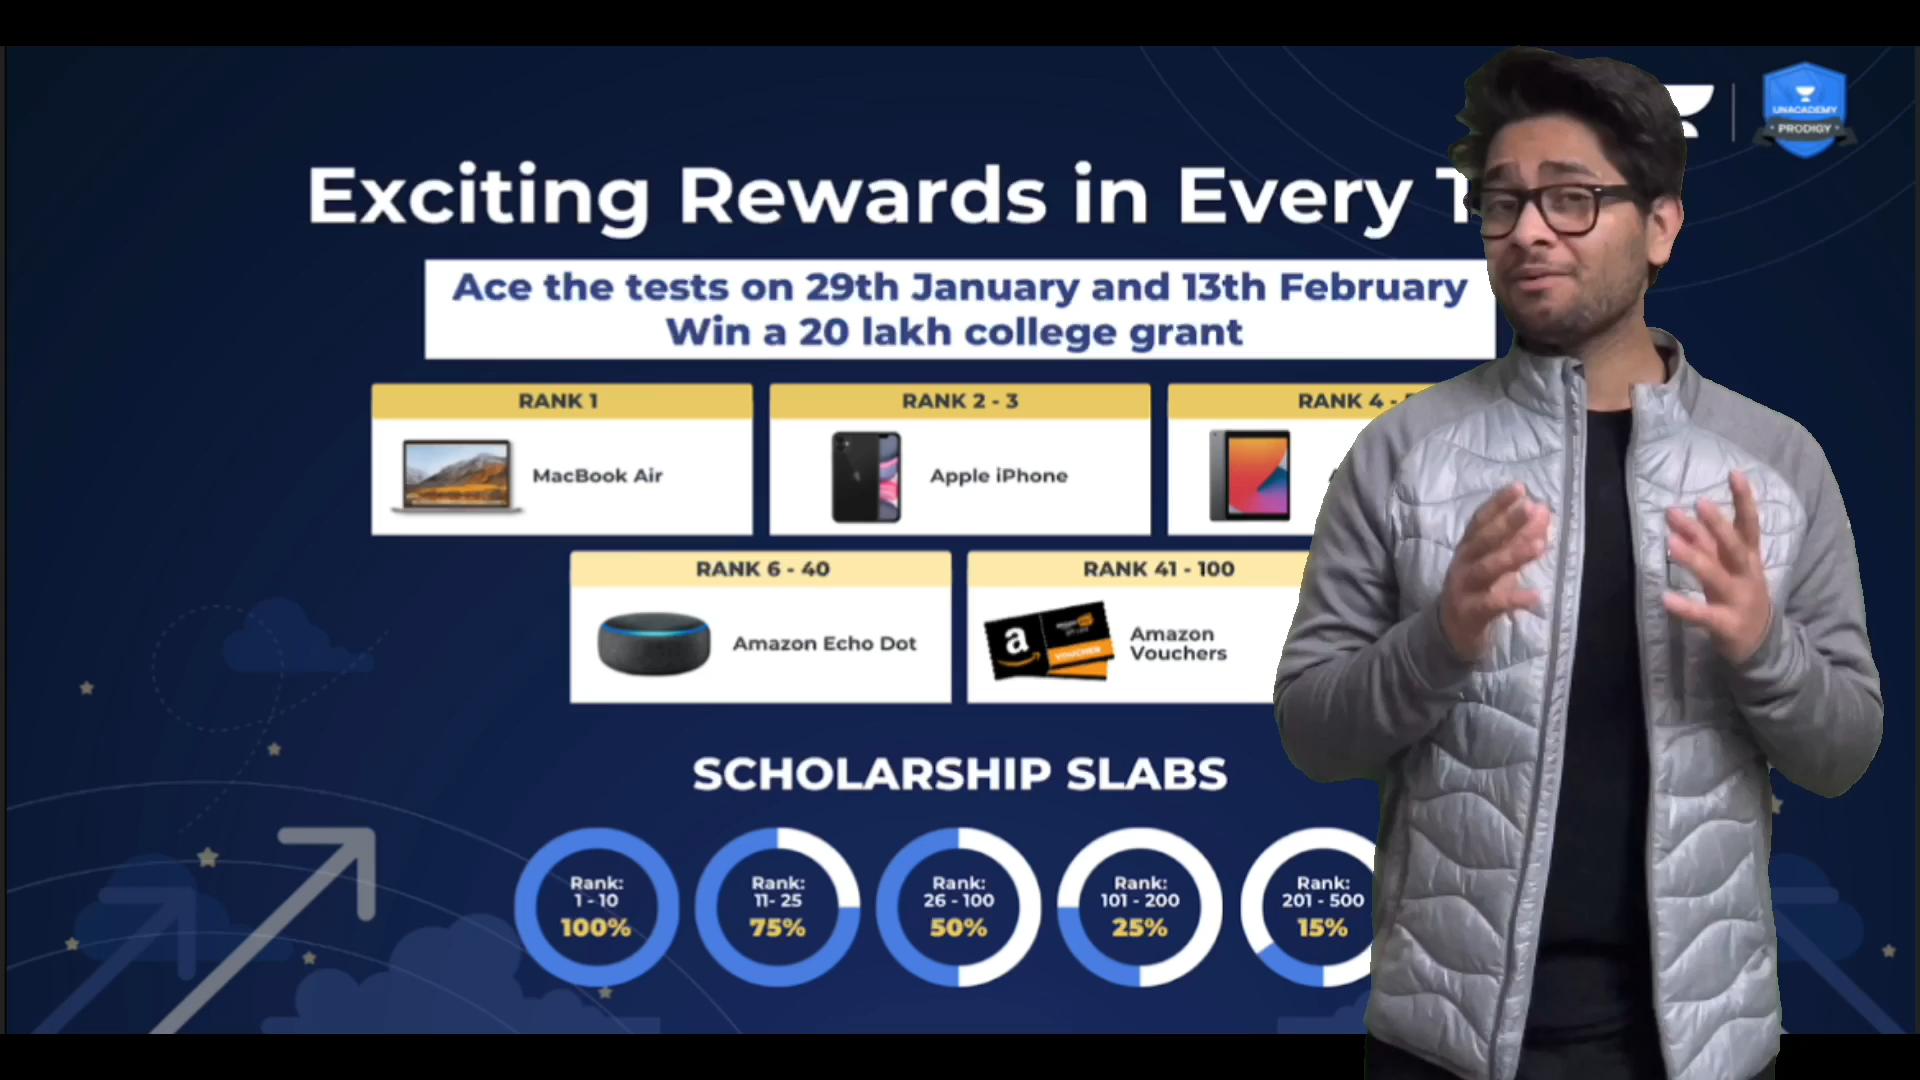 UNACADEMY
PRODIGY
Exciting Rewards in Every
Ace the tests on 29th January and 13th February
Win a 20 lakh college grant
RANK 1
RANK 2 - 3
RANK 4 -
MacBook Air
Apple iPhone
RANK 6 - 40
RANK 41 - 100
Amazon Echo Dot
a
VOUCHER
Amazon
Vouchers
SCHOLARSHIP SLABS
Rank:
1 - 10
100%
Rank:
11- 25
75%
Rank:
26 - 100
50%
Rank:
101 - 200
25%
Rank:
201 - 500
15%